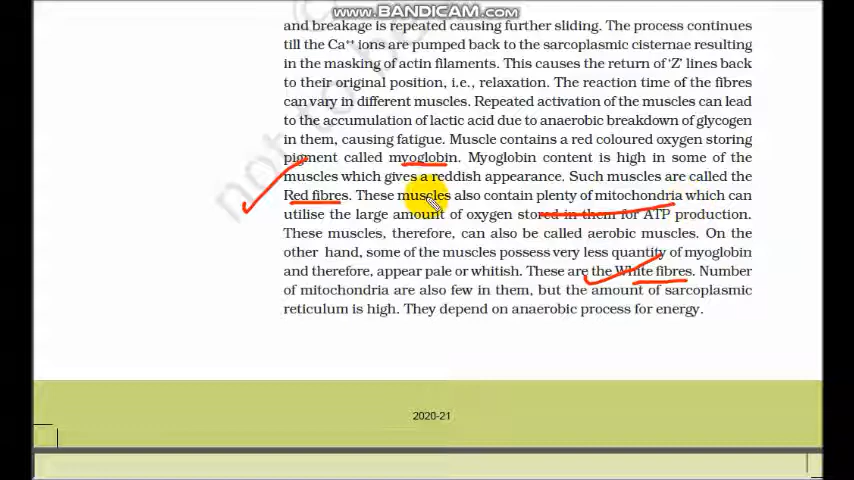 www.BANDICAM.com
and breakage is repeated causing further sliding. The process continues
till the Ca⁺⁺ ions are pumped back to the sarcoplasmic cisternae resulting
in the masking of actin filaments. This causes the return of ‘Z’ lines back
to their original position, i.e., relaxation. The reaction time of the fibres
can vary in different muscles. Repeated activation of the muscles can lead
to the accumulation of lactic acid due to anaerobic breakdown of glycogen
in them, causing fatigue. Muscle contains a red coloured oxygen storing
pigment called myoglobin. Myoglobin content is high in some of the
muscles which gives a reddish appearance. Such muscles are called the
Red fibres. These muscles also contain plenty of mitochondria which can
utilise the large amount of oxygen stored in them for ATP production.
These muscles, therefore, can also be called aerobic muscles. On the
other hand, some of the muscles possess very less quantity of myoglobin
and therefore, appear pale or whitish. These are the White fibres. Number
of mitochondria are also few in them, but the amount of sarcoplasmic
reticulum is high. They depend on anaerobic process for energy.
2020-21